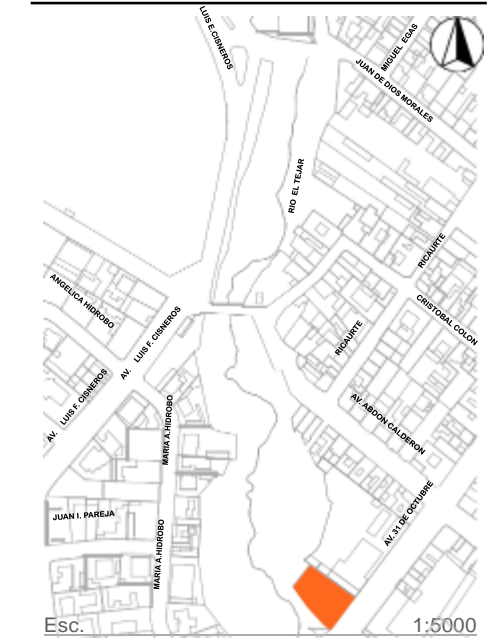 LUIS E.CISNEROS
MIGUEL EGAS
JUAN DE DIOS MORALES
RIO EL TEJAR
RICAURTE
ANGELICA HIDROBO
CRISTOBAL COLON
AV. LUIS F. CISNEROS
RICAURTE
AV. LUIS F. CISNEROS
MARIA A.HIDROBO
AV. ABDON CALDERON
JUAN I. PAREJA
AV. 31 DE OCTUBRE
MARIA A.HIDROBO
Esc. 1:5000